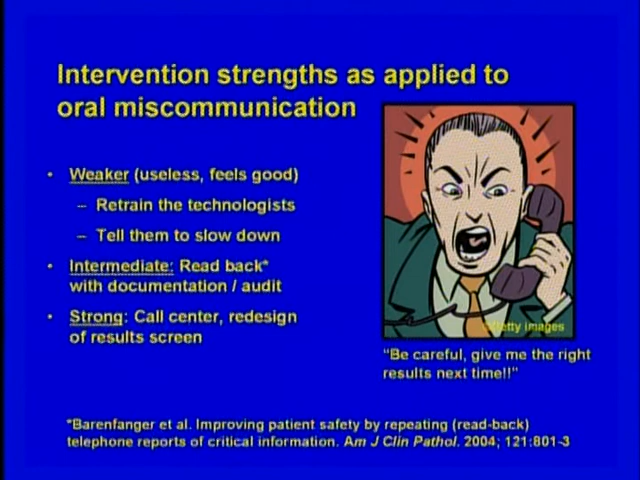 Intervention strengths as applied to
oral miscommunication
• Weaker (useless, feels good)
– Retrain the technologists
– Tell them to slow down
• Intermediate: Read back*
with documentation / audit
• Strong: Call center, redesign
of results screen
©Getty images
"Be careful, give me the right
results next time!!"
*Barenfanger et al. Improving patient safety by repeating (read-back)
telephone reports of critical information. Am J Clin Pathol. 2004; 121:801-3